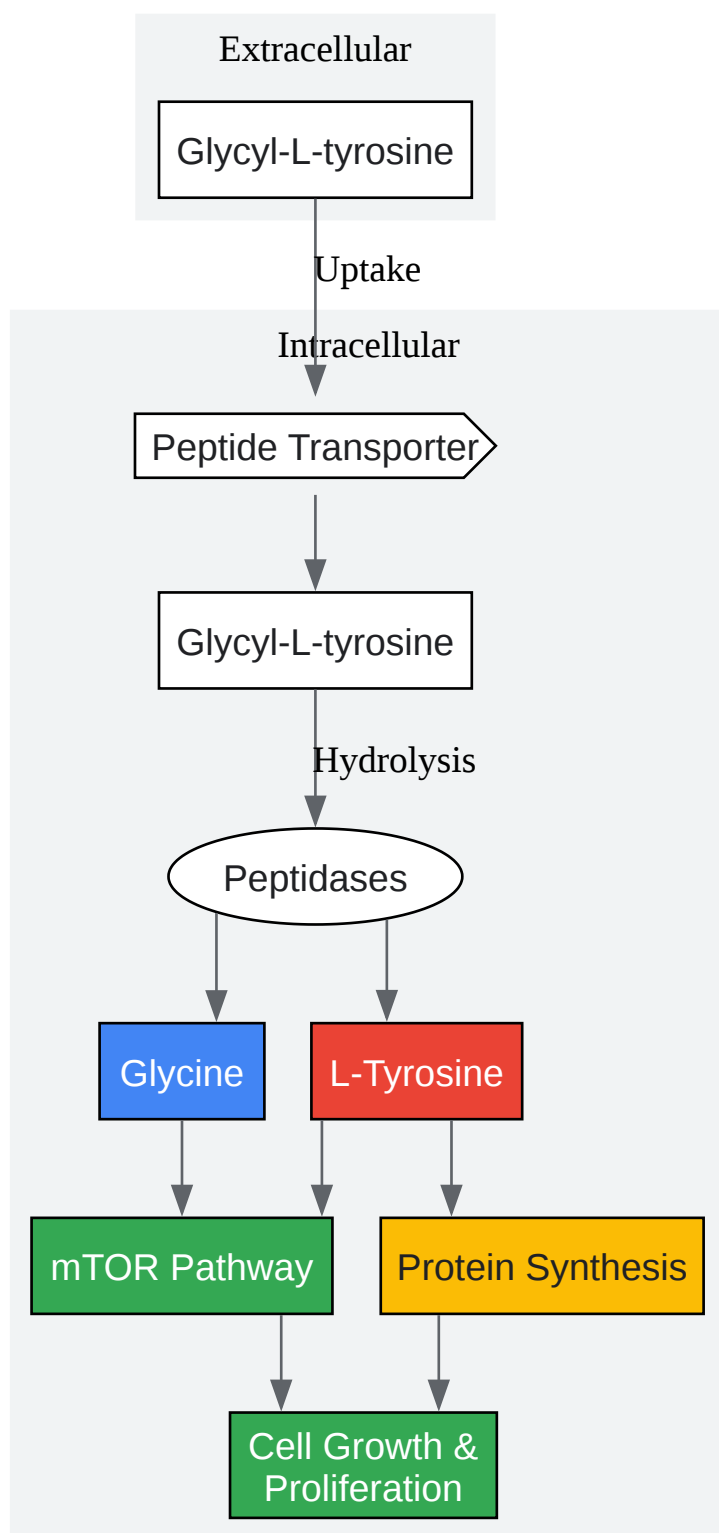 Extracellular
Glycyl-L-tyrosine
Uptake
Intracellular
Peptide Transporter
Glycyl-L-tyrosine
Hydrolysis
Peptidases
Glycine
L-Tyrosine
mTOR Pathway
Protein Synthesis
Cell Growth &
Proliferation